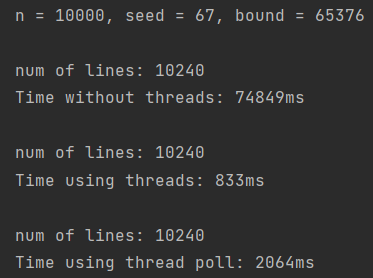 n = 10000, seed = 67, bound = 65376
num of lines: 10240
Time without threads: 74849ms
num of lines: 10240
Time using threads: 833ms
num of lines: 10240
Time using thread poll: 2064ms